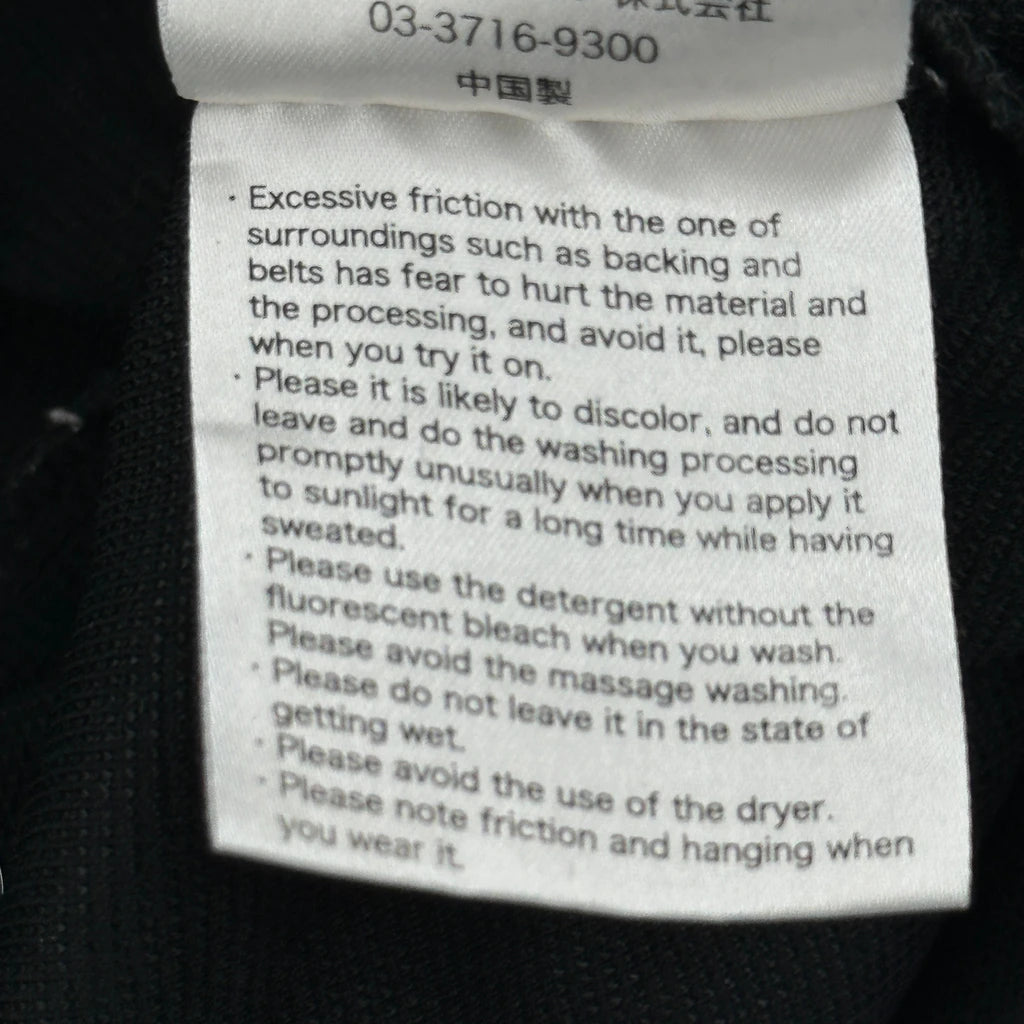 株式会社
03-3716-9300
中国製
· Excessive friction with the one of
surroundings such as backing and
belts has fear to hurt the material and
the processing, and avoid it, please
when you try it on.
· Please it is likely to discolor, and do not
leave and do the washing processing
promptly unusually when you apply it
to sunlight for a long time while having
sweated.
· Please use the detergent without the
fluorescent bleach when you wash.
Please avoid the massage washing.
· Please do not leave it in the state of
getting wet.
· Please avoid the use of the dryer.
· Please note friction and hanging when
you wear it.